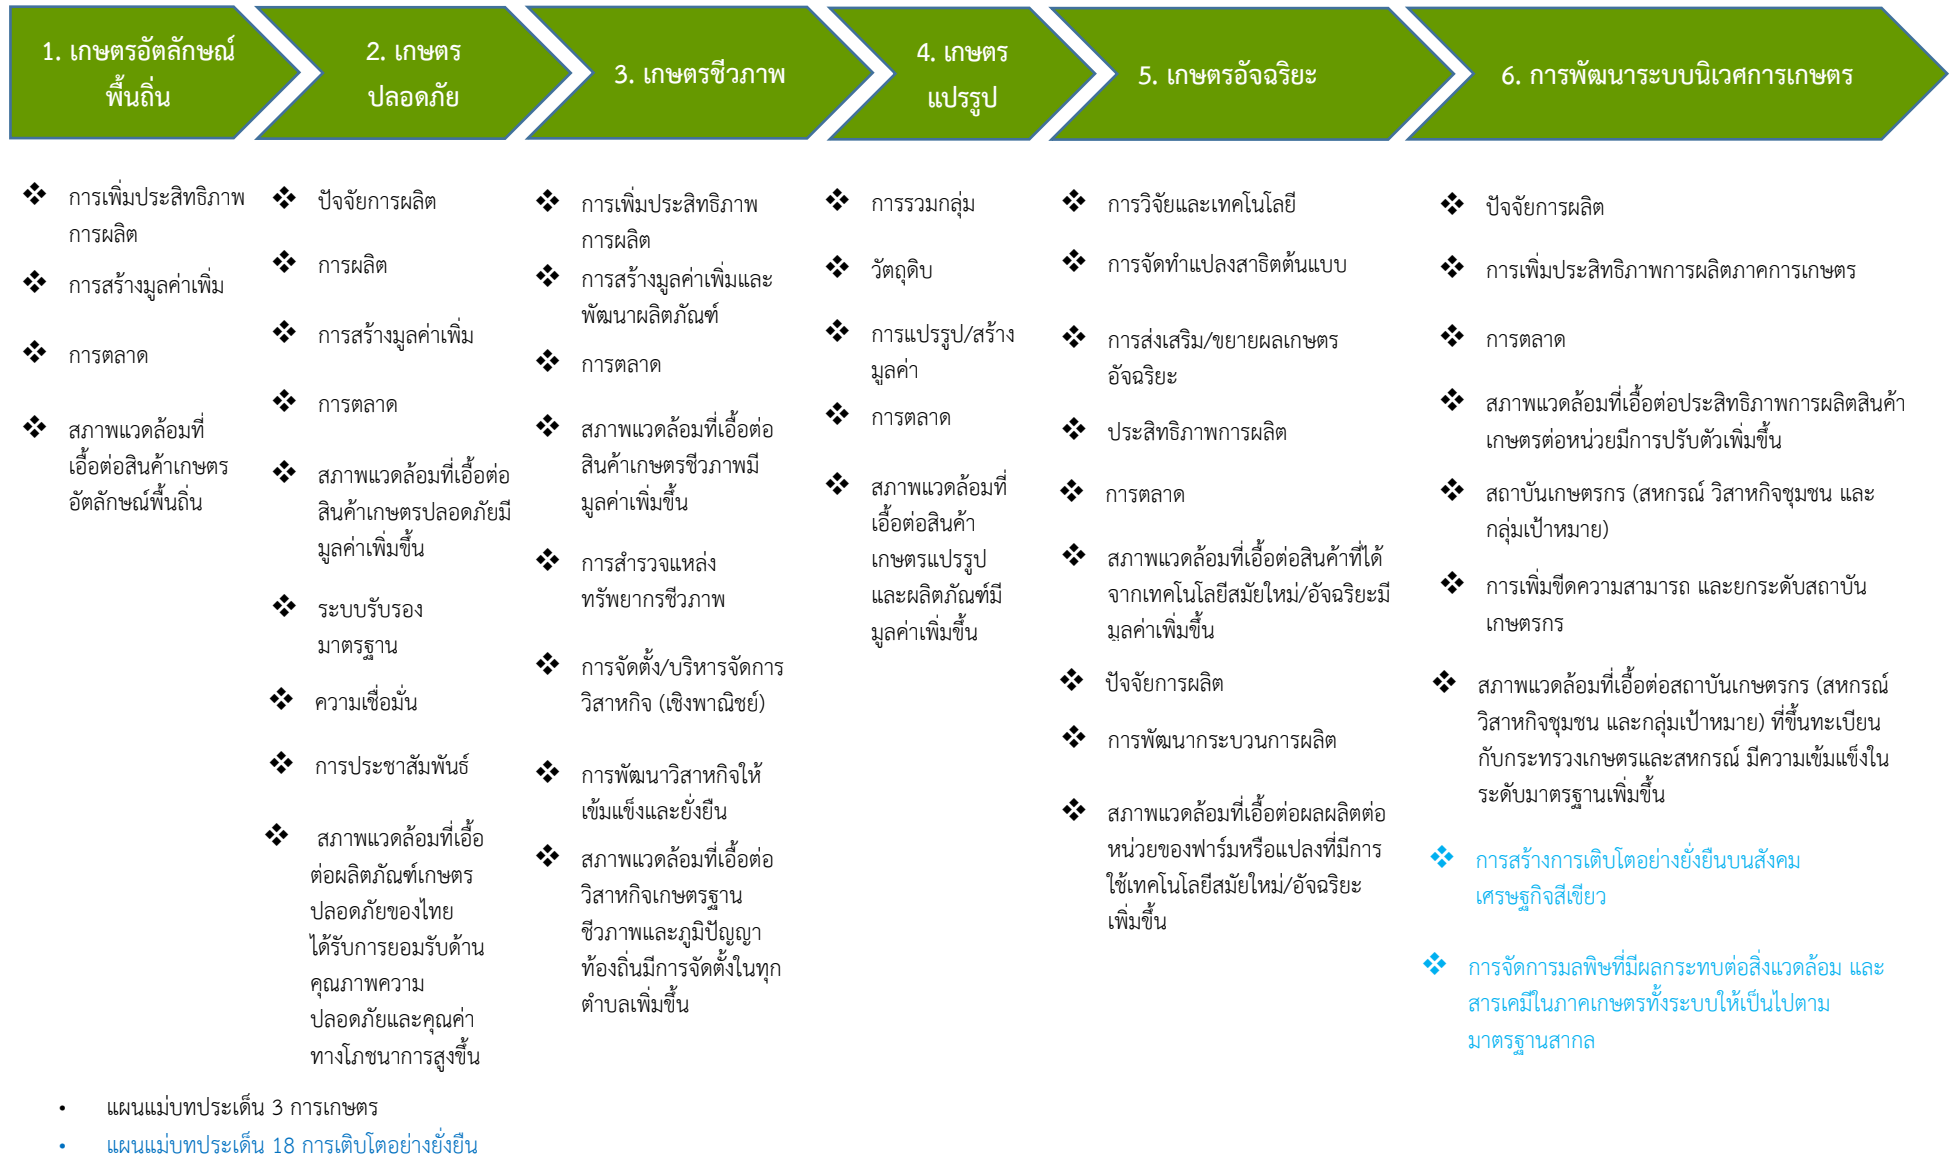 1. เกษตรอัตลักษณ์
พื้นถิ่น
2. เกษตร
ปลอดภัย
3. เกษตรชีวภาพ
4. เกษตร
แปรรูป
5. เกษตรอัจฉริยะ
6. การพัฒนาระบบนิเวศการเกษตร
❖ การเพิ่มประสิทธิภาพ
การผลิต
❖ การสร้างมูลค่าเพิ่ม
❖ การตลาด
❖ สภาพแวดล้อมที่
เอื้อต่อสินค้าเกษตร
อัตลักษณ์พื้นถิ่น
❖ ปัจจัยการผลิต
❖ การผลิต
❖ การสร้างมูลค่าเพิ่ม
❖ การตลาด
❖ สภาพแวดล้อมที่เอื้อต่อ
สินค้าเกษตรปลอดภัยมี
มูลค่าเพิ่มขึ้น
❖ ระบบรับรอง
มาตรฐาน
❖ ความเชื่อมั่น
❖ การประชาสัมพันธ์
❖ สภาพแวดล้อมที่เอื้อ
ต่อผลิตภัณฑ์เกษตร
ปลอดภัยของไทย
ได้รับการยอมรับด้าน
คุณภาพความ
ปลอดภัยและคุณค่า
ทางโภชนาการสูงขึ้น
❖ การเพิ่มประสิทธิภาพ
การผลิต
❖ การสร้างมูลค่าเพิ่มและ
พัฒนาผลิตภัณฑ์
❖ การตลาด
❖ สภาพแวดล้อมที่เอื้อต่อ
สินค้าเกษตรชีวภาพมี
มูลค่าเพิ่มขึ้น
❖ การสำรวจแหล่ง
ทรัพยากรชีวภาพ
❖ การจัดตั้ง/บริหารจัดการ
วิสาหกิจ (เชิงพาณิชย์)
❖ การพัฒนาวิสาหกิจให้
เข้มแข็งและยั่งยืน
❖ สภาพแวดล้อมที่เอื้อต่อ
วิสาหกิจเกษตรฐาน
ชีวภาพและภูมิปัญญา
ท้องถิ่นมีการจัดตั้งในทุก
ตำบลเพิ่มขึ้น
❖ การรวมกลุ่ม
❖ วัตถุดิบ
❖ การแปรรูป/สร้าง
มูลค่า
❖ การตลาด
❖ สภาพแวดล้อมที่
เอื้อต่อสินค้า
เกษตรแปรรูป
และผลิตภัณฑ์มี
มูลค่าเพิ่มขึ้น
❖ การวิจัยและเทคโนโลยี
❖ การจัดทำแปลงสาธิตต้นแบบ
❖ การส่งเสริม/ขยายผลเกษตร
อัจฉริยะ
❖ ประสิทธิภาพการผลิต
❖ การตลาด
❖ สภาพแวดล้อมที่เอื้อต่อสินค้าที่ได้
จากเทคโนโลยีสมัยใหม่/อัจฉริยะมี
มูลค่าเพิ่มขึ้น
❖ ปัจจัยการผลิต
❖ การพัฒนากระบวนการผลิต
❖ สภาพแวดล้อมที่เอื้อต่อผลผลิตต่อ
หน่วยของฟาร์มหรือแปลงที่มีการ
ใช้เทคโนโลยีสมัยใหม่/อัจฉริยะ
เพิ่มขึ้น
❖ ปัจจัยการผลิต
❖ การเพิ่มประสิทธิภาพการผลิตภาคการเกษตร
❖ การตลาด
❖ สภาพแวดล้อมที่เอื้อต่อประสิทธิภาพการผลิตสินค้า
เกษตรต่อหน่วยมีการปรับตัวเพิ่มขึ้น
❖ สถาบันเกษตรกร (สหกรณ์ วิสาหกิจชุมชน และ
กลุ่มเป้าหมาย)
❖ การเพิ่มขีดความสามารถ และยกระดับสถาบัน
เกษตรกร
❖ สภาพแวดล้อมที่เอื้อต่อสถาบันเกษตรกร (สหกรณ์
วิสาหกิจชุมชน และกลุ่มเป้าหมาย) ที่ขึ้นทะเบียน
กับกระทรวงเกษตรและสหกรณ์ มีความเข้มแข็งใน
ระดับมาตรฐานเพิ่มขึ้น
❖ การสร้างการเติบโตอย่างยั่งยืนบนสังคม
เศรษฐกิจสีเขียว
❖ การจัดการมลพิษที่มีผลกระทบต่อสิ่งแวดล้อม และ
สารเคมีในภาคเกษตรทั้งระบบให้เป็นไปตาม
มาตรฐานสากล
• แผนแม่บทประเด็น 3 การเกษตร
• แผนแม่บทประเด็น 18 การเติบโตอย่างยั่งยืน